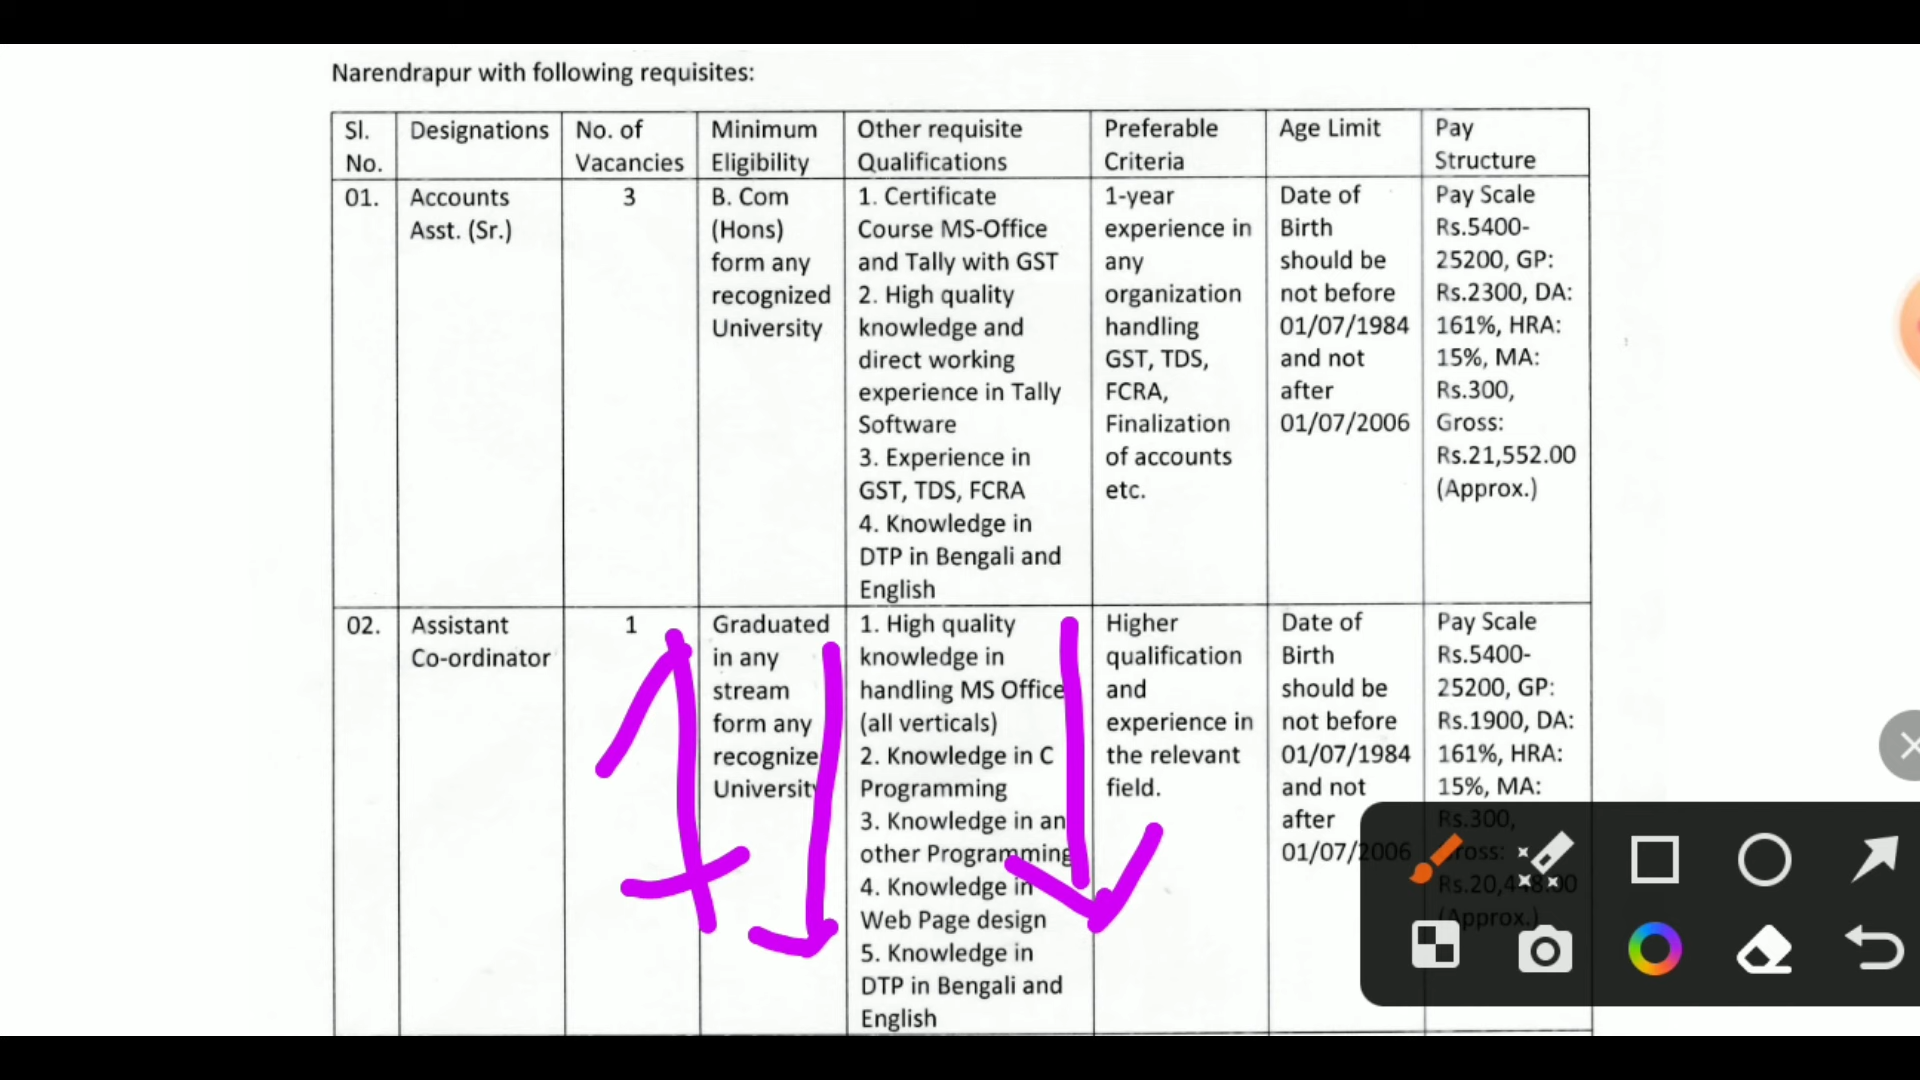 Narendrapur with following requisites:
Sl. No.
Designations
No. of Vacancies
Minimum Eligibility
Other requisite Qualifications
Preferable Criteria
Age Limit
Pay Structure
01.
Accounts
Asst. (Sr.)
3
B. Com
(Hons)
form any
recognized
University
1. Certificate
Course MS-Office
and Tally with GST
2. High quality
knowledge and
direct working
experience in Tally
Software
3. Experience in
GST, TDS, FCRA
4. Knowledge in
DTP in Bengali and
English
1-year
experience in
any
organization
handling
GST, TDS,
FCRA,
Finalization
of accounts
etc.
Date of
Birth
should be
not before
01/07/1984
and not
after
01/07/2006
Pay Scale
Rs.5400-
25200, GP:
Rs.2300, DA:
161%, HRA:
15%, MA:
Rs.300,
Gross:
Rs.21,552.00
(Approx.)
02.
Assistant
Co-ordinator
1
Graduated
in any
stream
form any
recognize
University
1. High quality
knowledge in
handling MS Office
(all verticals)
2. Knowledge in C
Programming
3. Knowledge in an
other Programming
4. Knowledge in
Web Page design
5. Knowledge in
DTP in Bengali and
English
Higher
qualification
and
experience in
the relevant
field.
Date of
Birth
should be
not before
01/07/1984
and not
after
01/07/2006
Pay Scale
Rs.5400-
25200, GP:
Rs.1900, DA:
161%, HRA:
15%, MA:
Rs.300,
Gross:
(Approx.)